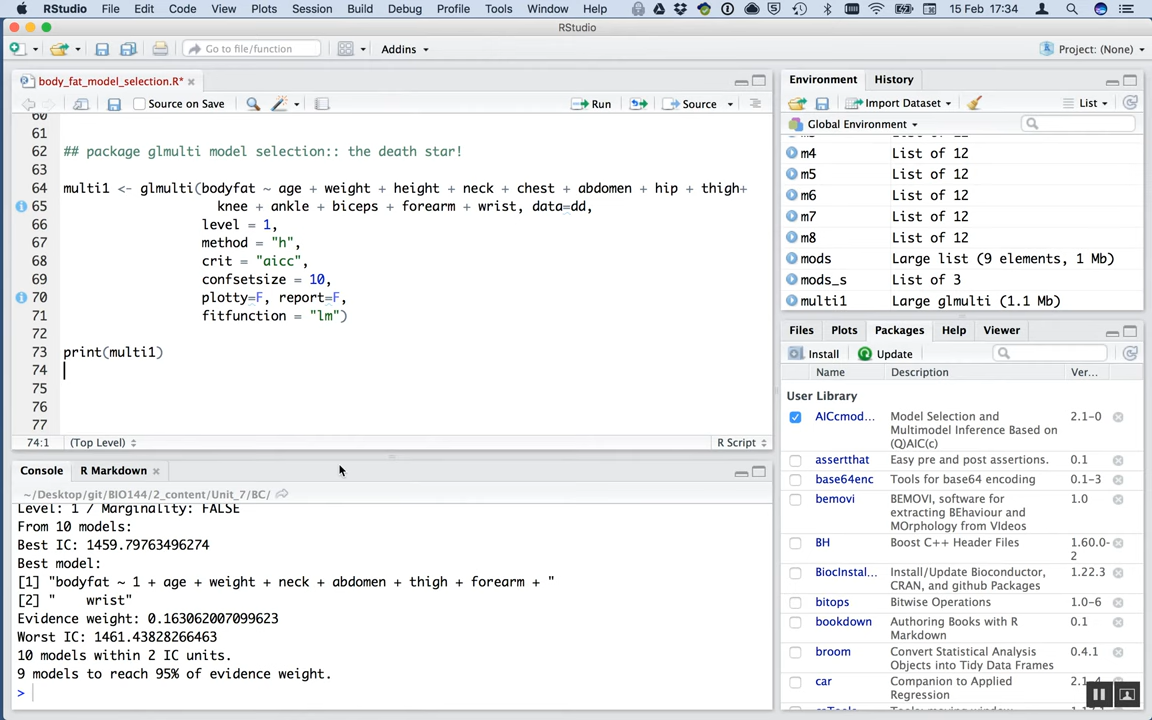 RStudio File Edit Code View Plots Session Build Debug Profile Tools Window Help 15 Feb 17:34
RStudio
Go to file/function Addins Project: (None)
body_fat_model_selection.R*
Source on Save Run Source
60
61
62 ## package glmulti model selection:: the death star!
63
64 multi1 <- glmulti(bodyfat ~ age + weight + height + neck + chest + abdomen + hip + thigh+
65 knee + ankle + biceps + forearm + wrist, data=dd,
66 level = 1,
67 method = "h",
68 crit = "aicc",
69 confsetsize = 10,
70 plotty=F, report=F,
71 fitfunction = "lm")
72
73 print(multi1)
74
75
76
77
74:1 (Top Level) R Script
Console R Markdown
~/Desktop/git/BIO144/2_content/Unit_7/BC/
Level: 1 / Marginality: FALSE
From 10 models:
Best IC: 1459.79763496274
Best model:
[1] "bodyfat ~ 1 + age + weight + neck + abdomen + thigh + forearm + "
[2] " wrist"
Evidence weight: 0.163062007099623
Worst IC: 1461.43828266463
10 models within 2 IC units.
9 models to reach 95% of evidence weight.
>
Environment History
Import Dataset List
Global Environment
m4 List of 12
m5 List of 12
m6 List of 12
m7 List of 12
m8 List of 12
mods Large list (9 elements, 1 Mb)
mods_s List of 3
multi1 Large glmulti (1.1 Mb)
Files Plots Packages Help Viewer
Install Update
Name Description Ver...
User Library
AICcmod... Model Selection and 2.1-0
Multimodel Inference Based on
(Q)AIC(c)
assertthat Easy pre and post assertions. 0.1
base64enc Tools for base64 encoding 0.1-3
bemovi BEMOVI, software for 1.0
extracting BEhaviour and
MOrphology from VIdeos
BH Boost C++ Header Files 1.60.0-
2
BiocInstal... Install/Update Bioconductor, 1.22.3
CRAN, and github Packages
bitops Bitwise Operations 1.0-6
bookdown Authoring Books with R 0.1
Markdown
broom Convert Statistical Analysis 0.4.1
Objects into Tidy Data Frames
car Companion to Applied 2.1-4
Regression